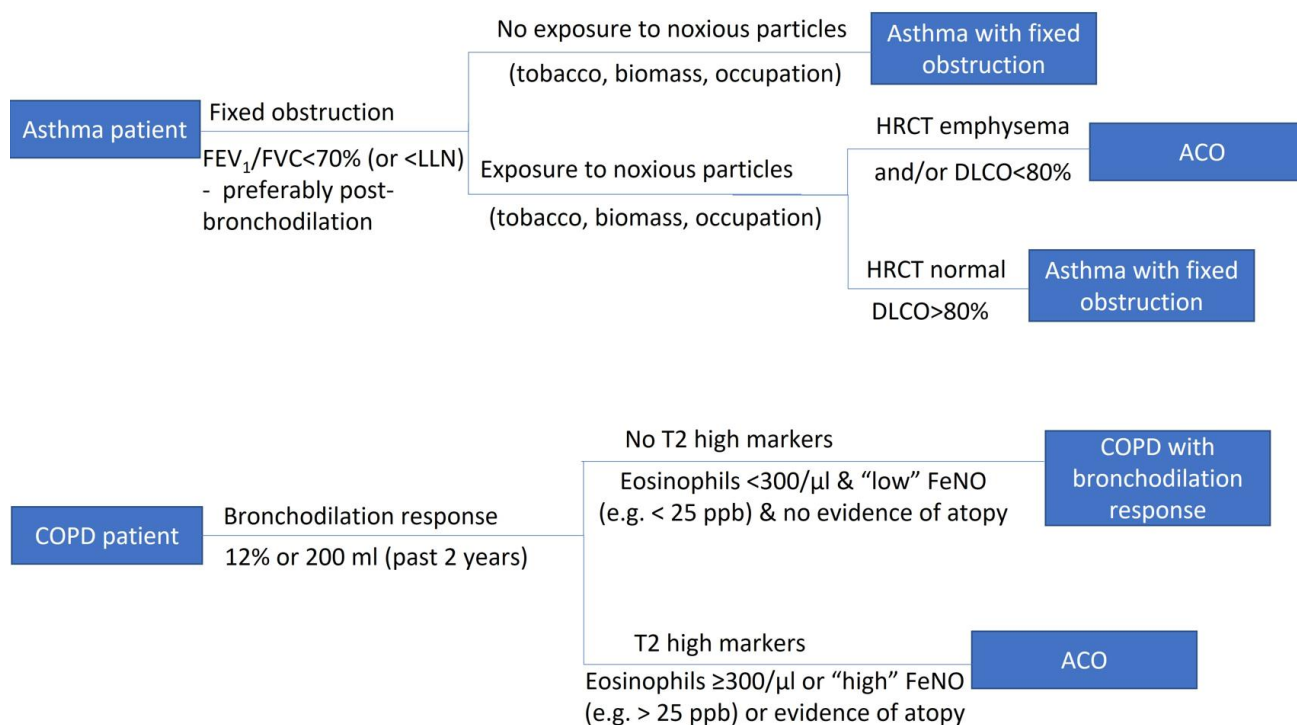 No exposure to noxious particles
(tobacco, biomass, occupation)
Asthma with fixed
obstruction
Asthma patient
Fixed obstruction
FEV₁/FVC<70% (or <LLN)
- preferably post-
bronchodilation
Exposure to noxious particles
(tobacco, biomass, occupation)
HRCT emphysema
and/or DLCO<80%
ACO
HRCT normal
DLCO>80%
Asthma with fixed
obstruction
COPD patient
Bronchodilation response
12% or 200 ml (past 2 years)
No T2 high markers
Eosinophils <300/µl & “low” FeNO
(e.g. < 25 ppb) & no evidence of atopy
COPD with
bronchodilation
response
T2 high markers
Eosinophils ≥300/µl or “high” FeNO
(e.g. > 25 ppb) or evidence of atopy
ACO